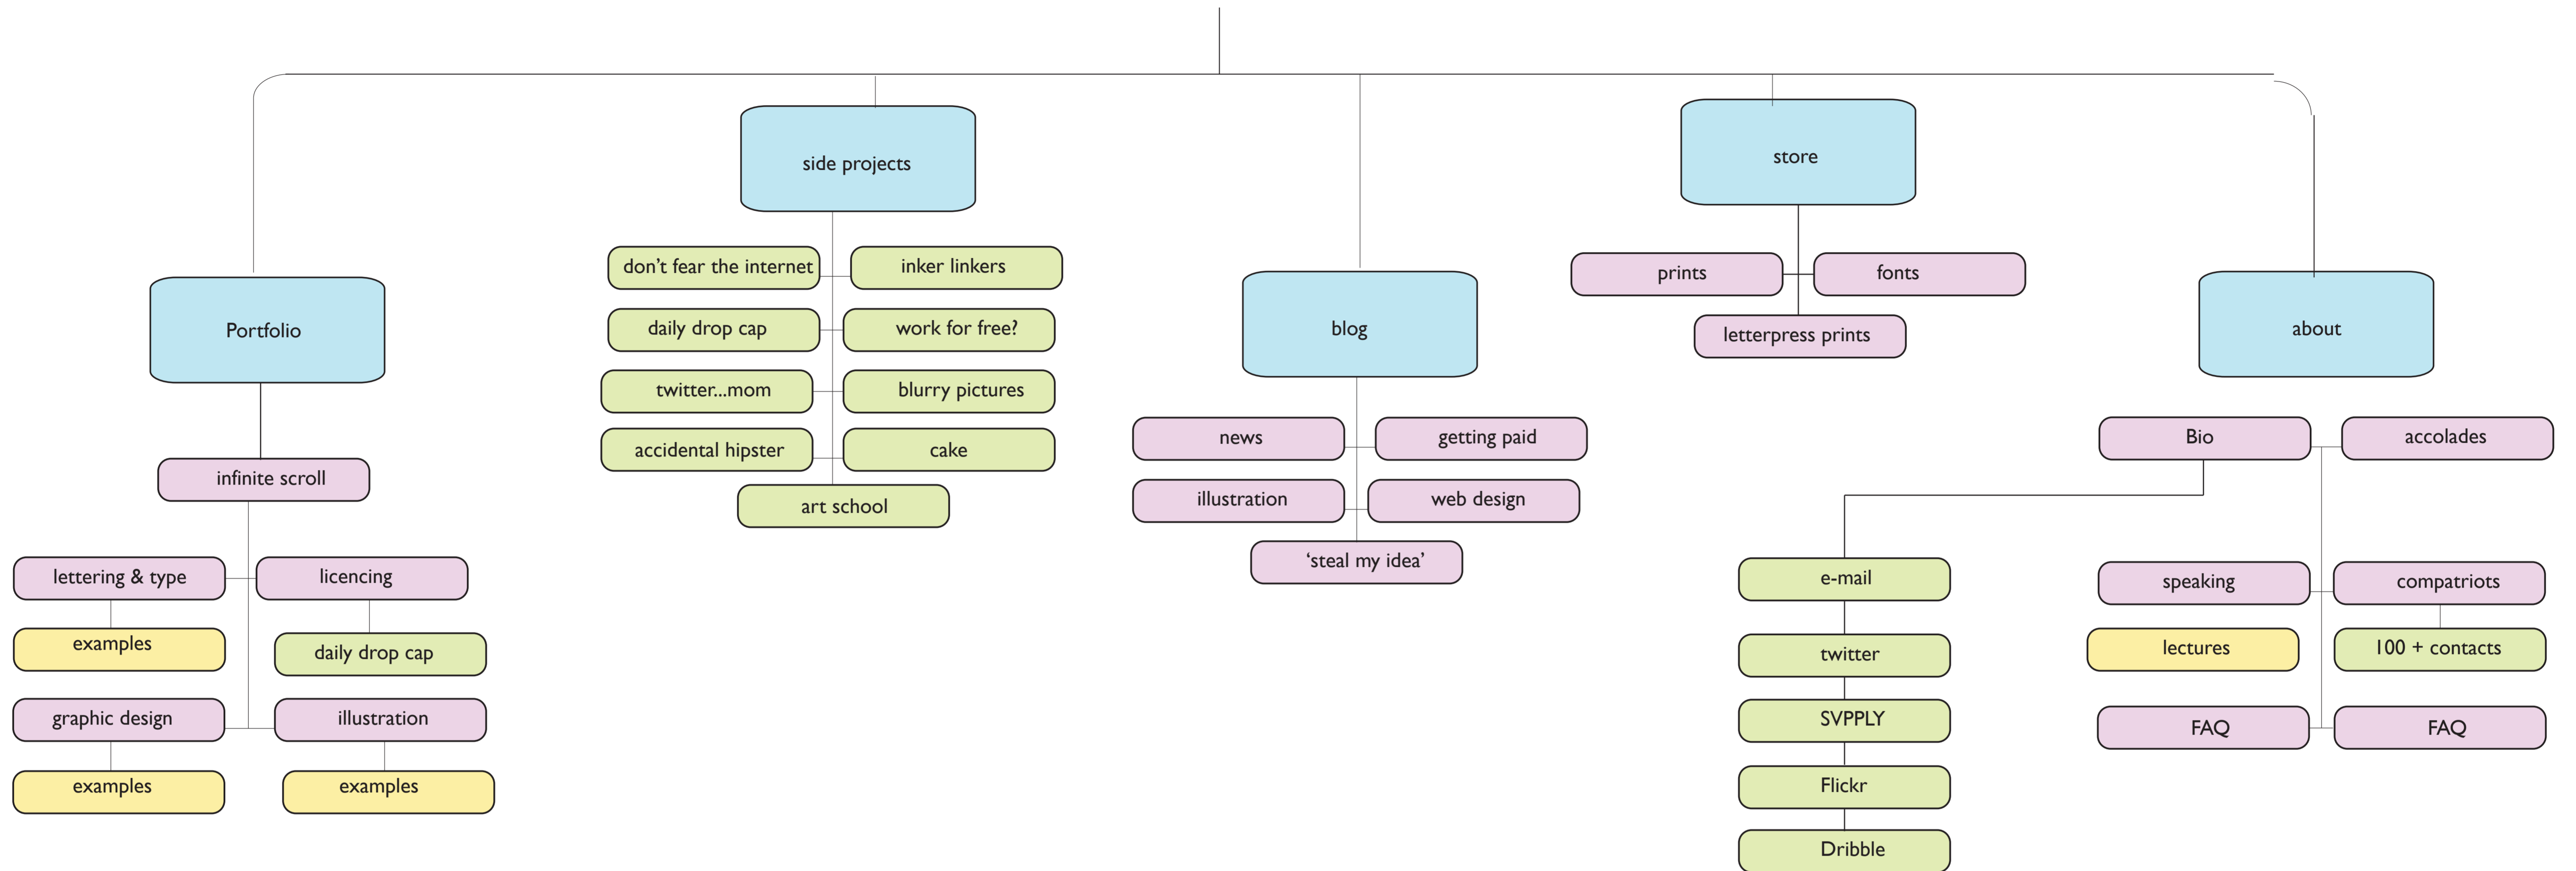 Portfolio
infinite scroll
lettering & type
licencing
examples
daily drop cap
graphic design
illustration
examples
examples
side projects
don’t fear the internet
inker linkers
daily drop cap
work for free?
twitter...mom
blurry pictures
accidental hipster
cake
art school
blog
news
getting paid
illustration
web design
‘steal my idea’
store
prints
fonts
letterpress prints
about
Bio
accolades
e-mail
twitter
SVPPLY
Flickr
Dribble
speaking
compatriots
lectures
100 + contacts
FAQ
FAQ